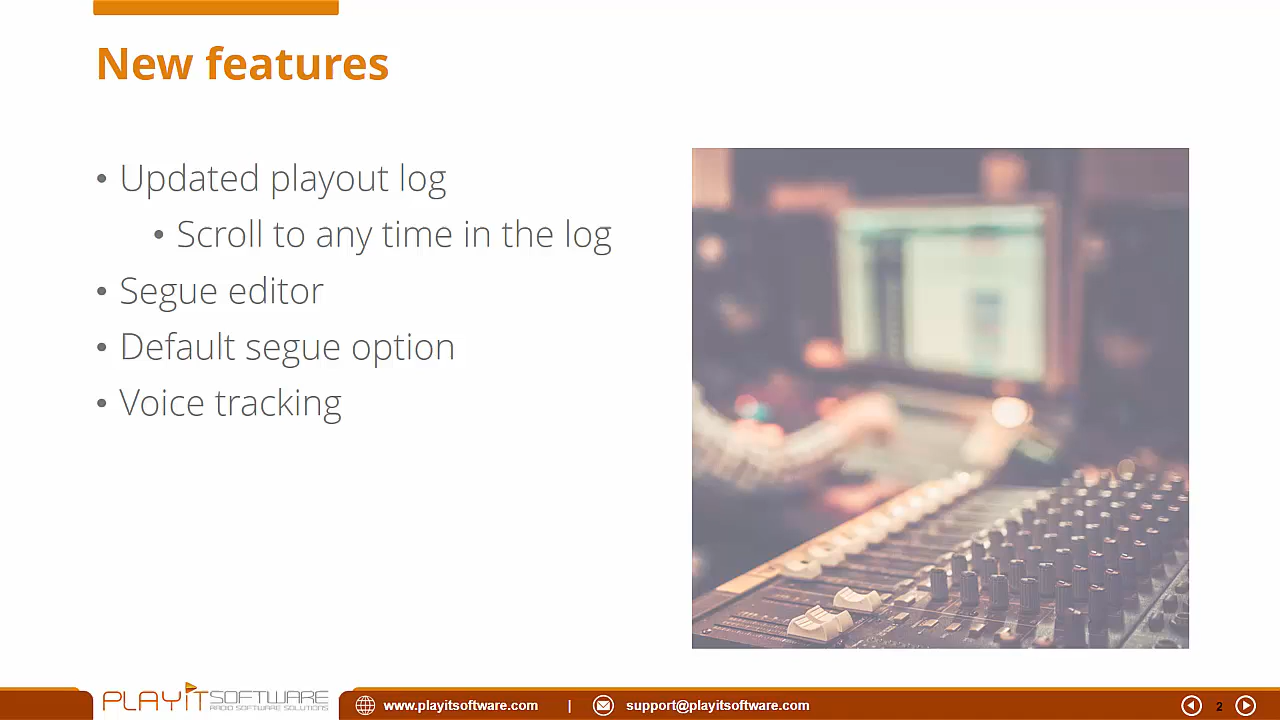 New features
• Updated playout log
• Scroll to any time in the log
• Segue editor
• Default segue option
• Voice tracking
PLAYITSOFTWARE
RADIO SOFTWARE SOLUTIONS
www.playitsoftware.com | support@playitsoftware.com
2